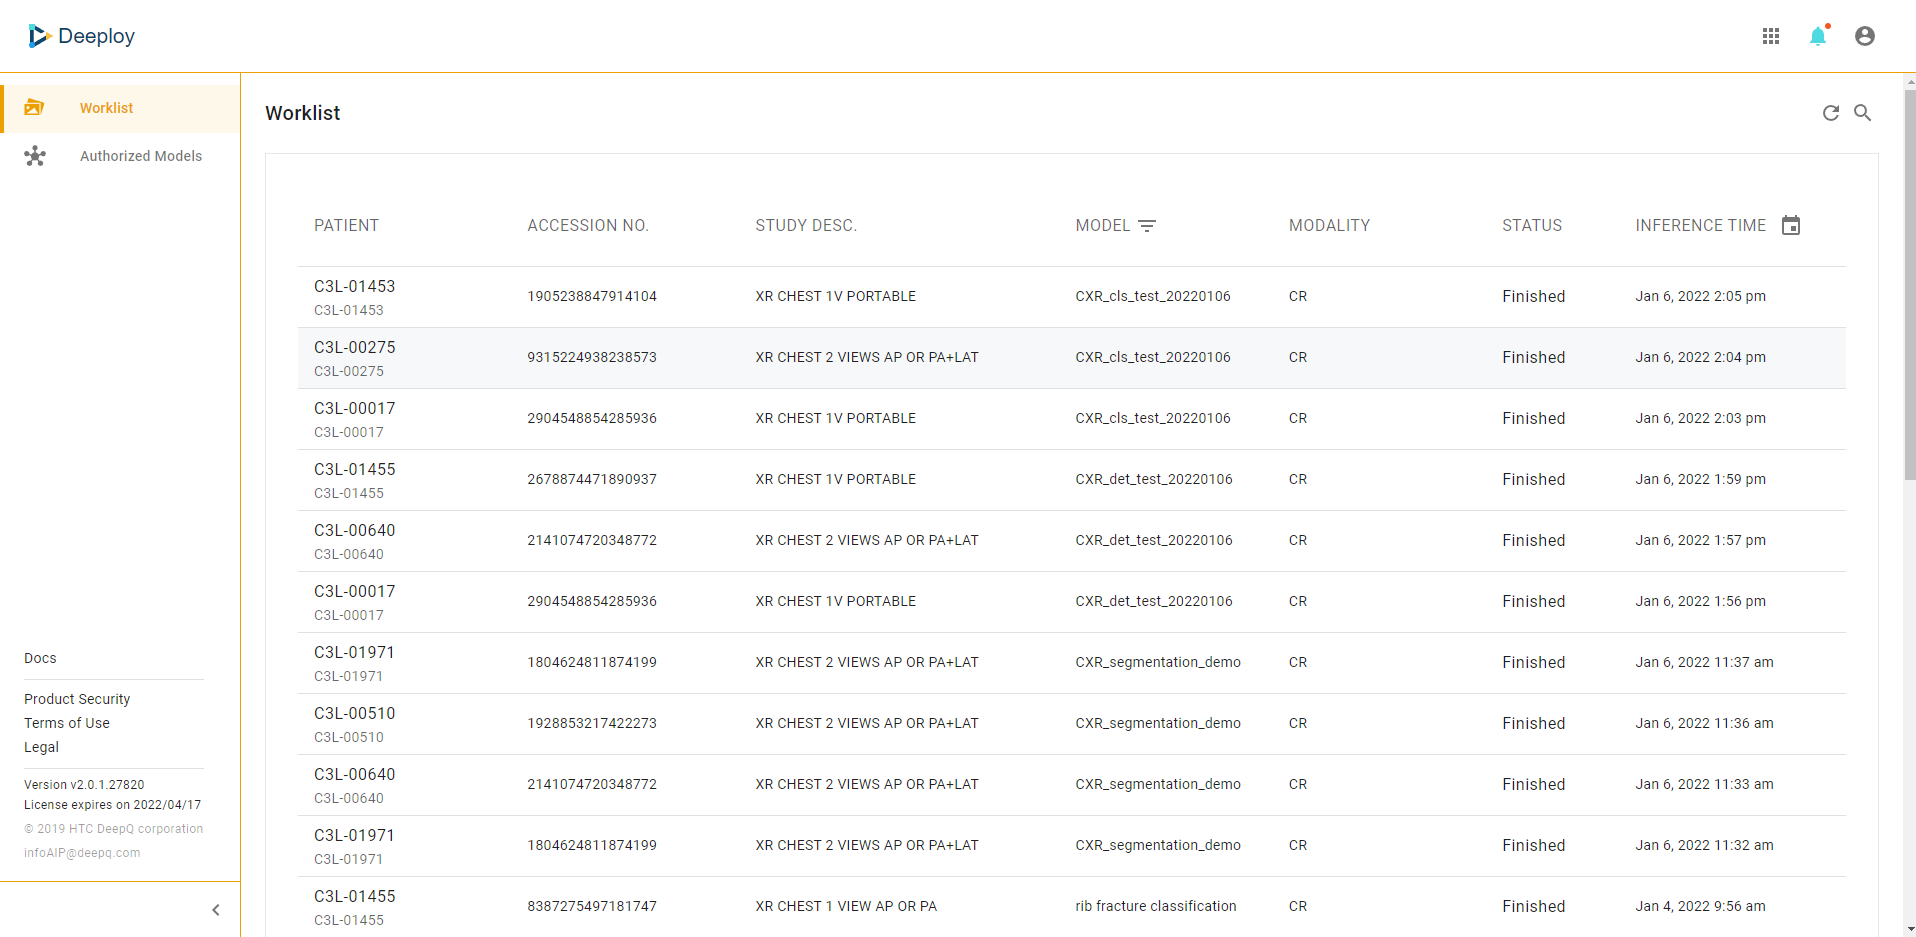 Deeploy
Worklist
Authorized Models
Docs
Product Security
Terms of Use
Legal
Version v2.0.1.27820
License expires on 2022/04/17
© 2019 HTC DeepQ corporation
infoAIP@deepq.com
Worklist
PATIENT ACCESSION NO. STUDY DESC. MODEL MODALITY STATUS INFERENCE TIME
C3L-01453
C3L-01453 1905238847914104 XR CHEST 1V PORTABLE CXR_cls_test_20220106 CR Finished Jan 6, 2022 2:05 pm
C3L-00275
C3L-00275 9315224938238573 XR CHEST 2 VIEWS AP OR PA+LAT CXR_cls_test_20220106 CR Finished Jan 6, 2022 2:04 pm
C3L-00017
C3L-00017 2904548854285936 XR CHEST 1V PORTABLE CXR_cls_test_20220106 CR Finished Jan 6, 2022 2:03 pm
C3L-01455
C3L-01455 2678874471890937 XR CHEST 1V PORTABLE CXR_det_test_20220106 CR Finished Jan 6, 2022 1:59 pm
C3L-00640
C3L-00640 2141074720348772 XR CHEST 2 VIEWS AP OR PA+LAT CXR_det_test_20220106 CR Finished Jan 6, 2022 1:57 pm
C3L-00017
C3L-00017 2904548854285936 XR CHEST 1V PORTABLE CXR_det_test_20220106 CR Finished Jan 6, 2022 1:56 pm
C3L-01971
C3L-01971 1804624811874199 XR CHEST 2 VIEWS AP OR PA+LAT CXR_segmentation_demo CR Finished Jan 6, 2022 11:37 am
C3L-00510
C3L-00510 1928853217422273 XR CHEST 2 VIEWS AP OR PA+LAT CXR_segmentation_demo CR Finished Jan 6, 2022 11:36 am
C3L-00640
C3L-00640 2141074720348772 XR CHEST 2 VIEWS AP OR PA+LAT CXR_segmentation_demo CR Finished Jan 6, 2022 11:33 am
C3L-01971
C3L-01971 1804624811874199 XR CHEST 2 VIEWS AP OR PA+LAT CXR_segmentation_demo CR Finished Jan 6, 2022 11:32 am
C3L-01455
C3L-01455 8387275497181747 XR CHEST 1 VIEW AP OR PA rib fracture classification CR Finished Jan 4, 2022 9:56 am